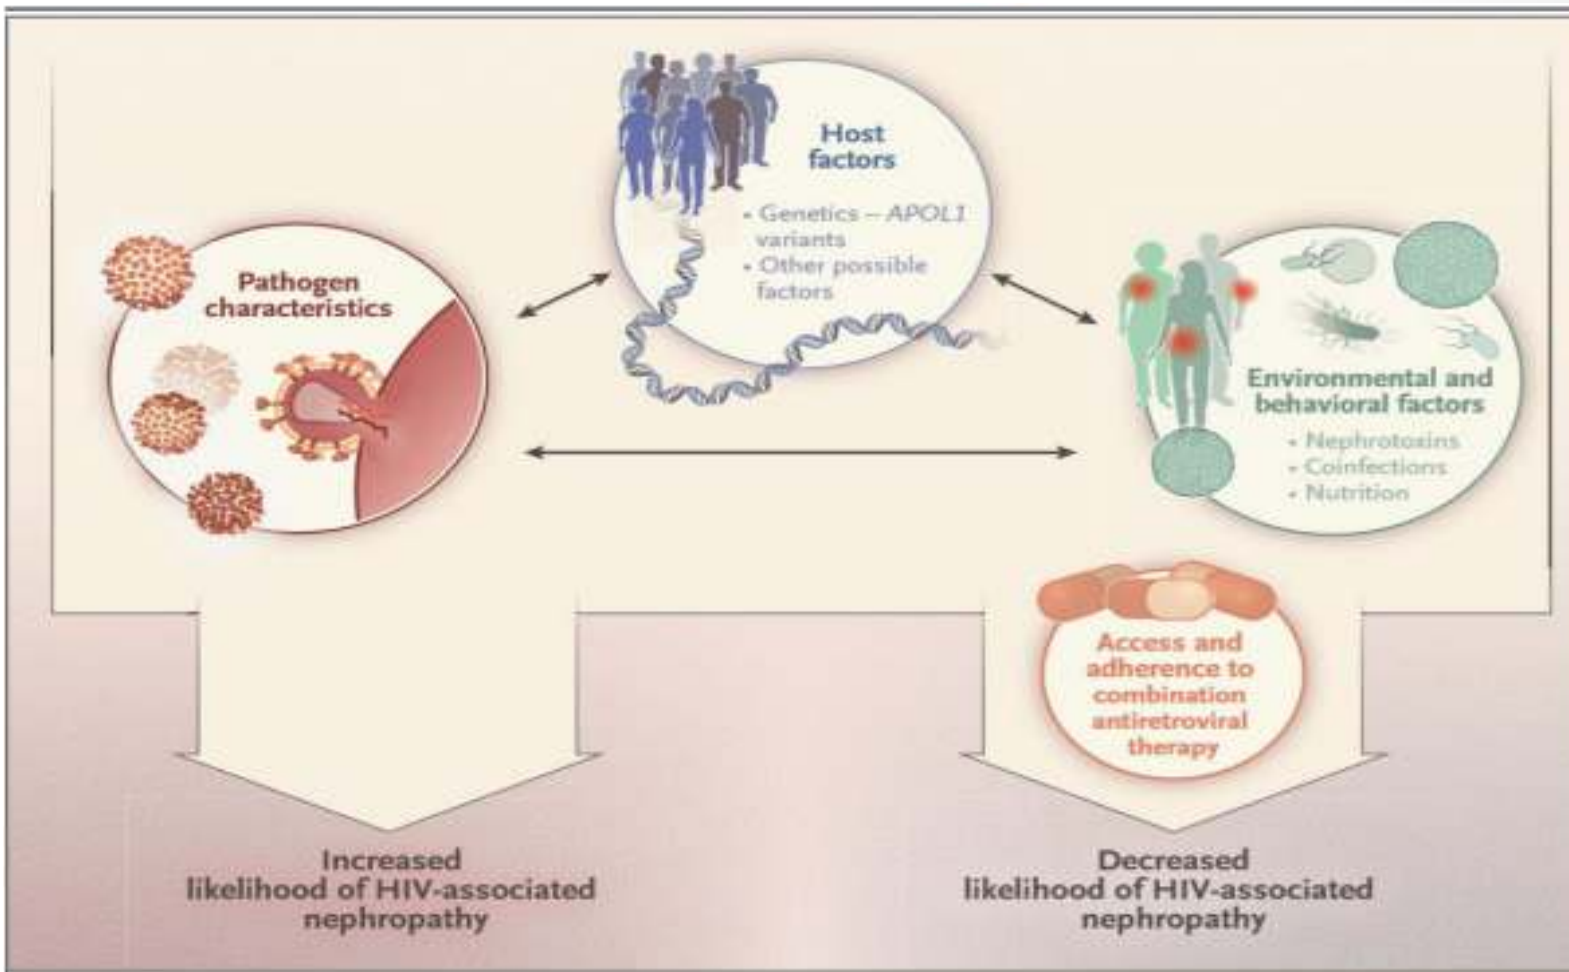 Host
factors
• Genetics – APOL1
variants
• Other possible
factors
Pathogen
characteristics
Environmental and
behavioral factors
• Nephrotoxins
• Coinfections
• Nutrition
Access and
adherence to
combination
antiretroviral
therapy
Increased
likelihood of HIV-associated
nephropathy
Decreased
likelihood of HIV-associated
nephropathy